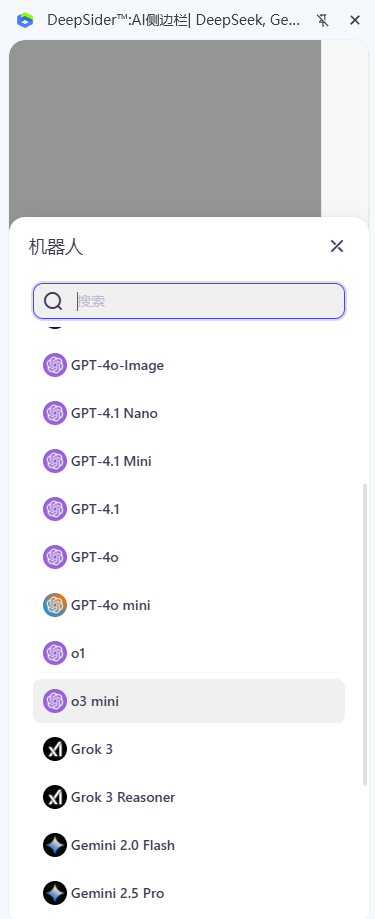 DeepSider™:AI侧边栏| DeepSeek, Ge...
机器人
搜索
GPT-4o-Image
GPT-4.1 Nano
GPT-4.1 Mini
GPT-4.1
GPT-4o
GPT-4o mini
o1
o3 mini
Grok 3
Grok 3 Reasoner
Gemini 2.0 Flash
Gemini 2.5 Pro